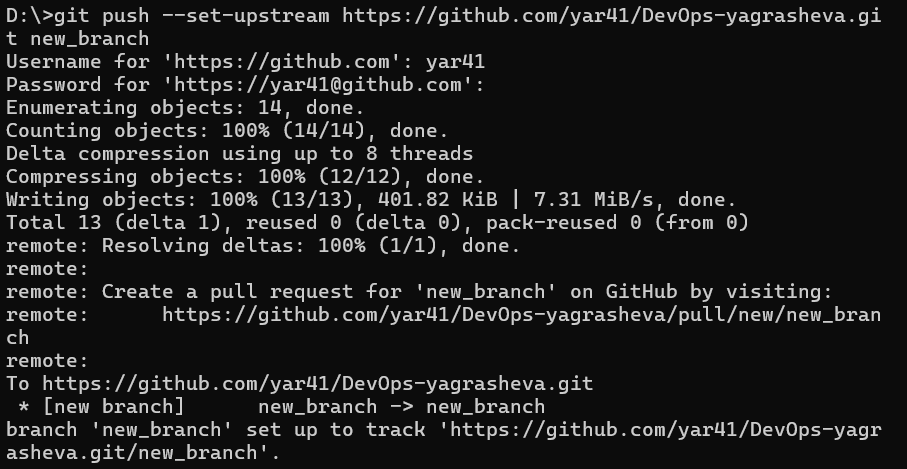 D:\>git push --set-upstream https://github.com/yar41/DevOps-yagrasheva.gi
t new_branch
Username for 'https://github.com': yar41
Password for 'https://yar41@github.com':
Enumerating objects: 14, done.
Counting objects: 100% (14/14), done.
Delta compression using up to 8 threads
Compressing objects: 100% (12/12), done.
Writing objects: 100% (13/13), 401.82 KiB | 7.31 MiB/s, done.
Total 13 (delta 1), reused 0 (delta 0), pack-reused 0 (from 0)
remote: Resolving deltas: 100% (1/1), done.
remote:
remote: Create a pull request for 'new_branch' on GitHub by visiting:
remote:      https://github.com/yar41/DevOps-yagrasheva/pull/new/new_bran
ch
remote:
To https://github.com/yar41/DevOps-yagrasheva.git
 * [new branch]      new_branch -> new_branch
branch 'new_branch' set up to track 'https://github.com/yar41/DevOps-yagr
asheva.git/new_branch'.